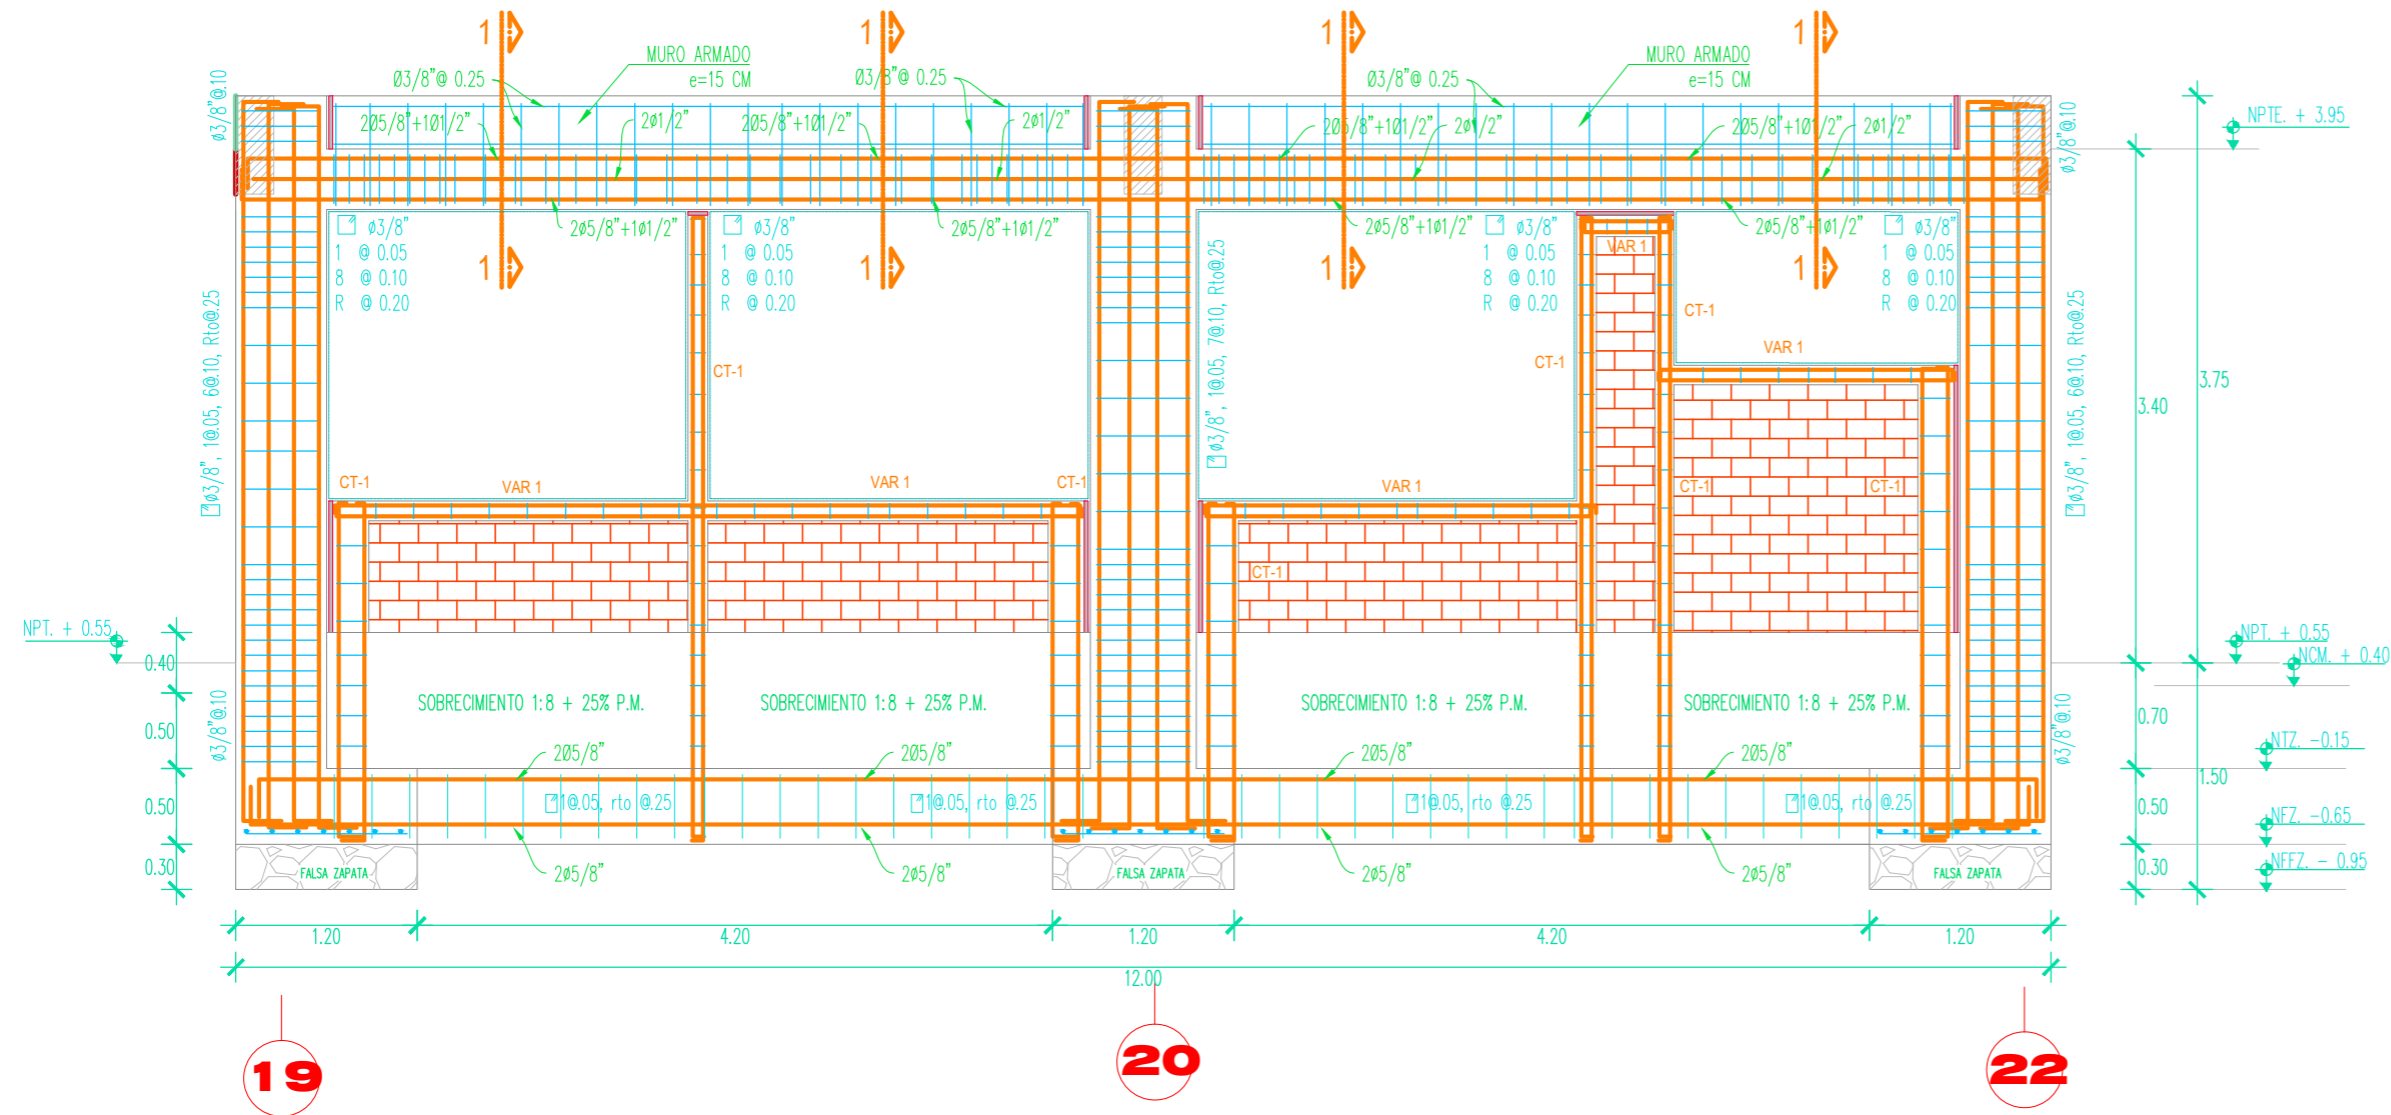 1
1
1
1
MURO ARMADO
e=15 CM
MURO ARMADO
e=15 CM
Ø3/8"@ 0.25
Ø3/8"@ 0.25
Ø3/8"@ 0.25
ø3/8"@.10
ø3/8"@.10
NPTE. + 3.95
2Ø5/8"+1Ø1/2"
2ø1/2"
2Ø5/8"+1Ø1/2"
2ø1/2"
2Ø5/8"+1Ø1/2"
2ø1/2"
2Ø5/8"+1Ø1/2"
2ø1/2"
2ø5/8"+1ø1/2"
2ø5/8"+1ø1/2"
2ø5/8"+1ø1/2"
2ø5/8"+1ø1/2"
ø3/8"
1 @ 0.05
8 @ 0.10
R @ 0.20
ø3/8"
1 @ 0.05
8 @ 0.10
R @ 0.20
ø3/8"
1 @ 0.05
8 @ 0.10
R @ 0.20
ø3/8"
1 @ 0.05
8 @ 0.10
R @ 0.20
1
1
1
1
VAR 1
CT-1
VAR 1
CT-1
CT-1
ø3/8", 1@.05, 6@.10, Rto@.25
ø3/8", 1@.05, 7@.10, Rto@.25
ø3/8", 1@.05, 6@.10, Rto@.25
3.75
3.40
CT-1
VAR 1
VAR 1
CT-1
VAR 1
CT-1
CT-1
CT-1
NPT. + 0.55
NPT. + 0.55
NCM. + 0.40
0.40
SOBRECIMIENTO 1:8 + 25% P.M.
SOBRECIMIENTO 1:8 + 25% P.M.
SOBRECIMIENTO 1:8 + 25% P.M.
SOBRECIMIENTO 1:8 + 25% P.M.
0.50
ø3/8"@.10
ø3/8"@.10
0.70
NTZ. -0.15
2Ø5/8"
2Ø5/8"
2Ø5/8"
2Ø5/8"
1.50
0.50
1@.05, rto @.25
1@.05, rto @.25
1@.05, rto @.25
1@.05, rto @.25
0.50
NFZ. -0.65
0.30
FALSA ZAPATA
2ø5/8"
2ø5/8"
FALSA ZAPATA
2ø5/8"
2ø5/8"
FALSA ZAPATA
0.30
NFFZ. - 0.95
1.20
4.20
1.20
4.20
1.20
12.00
19
20
22